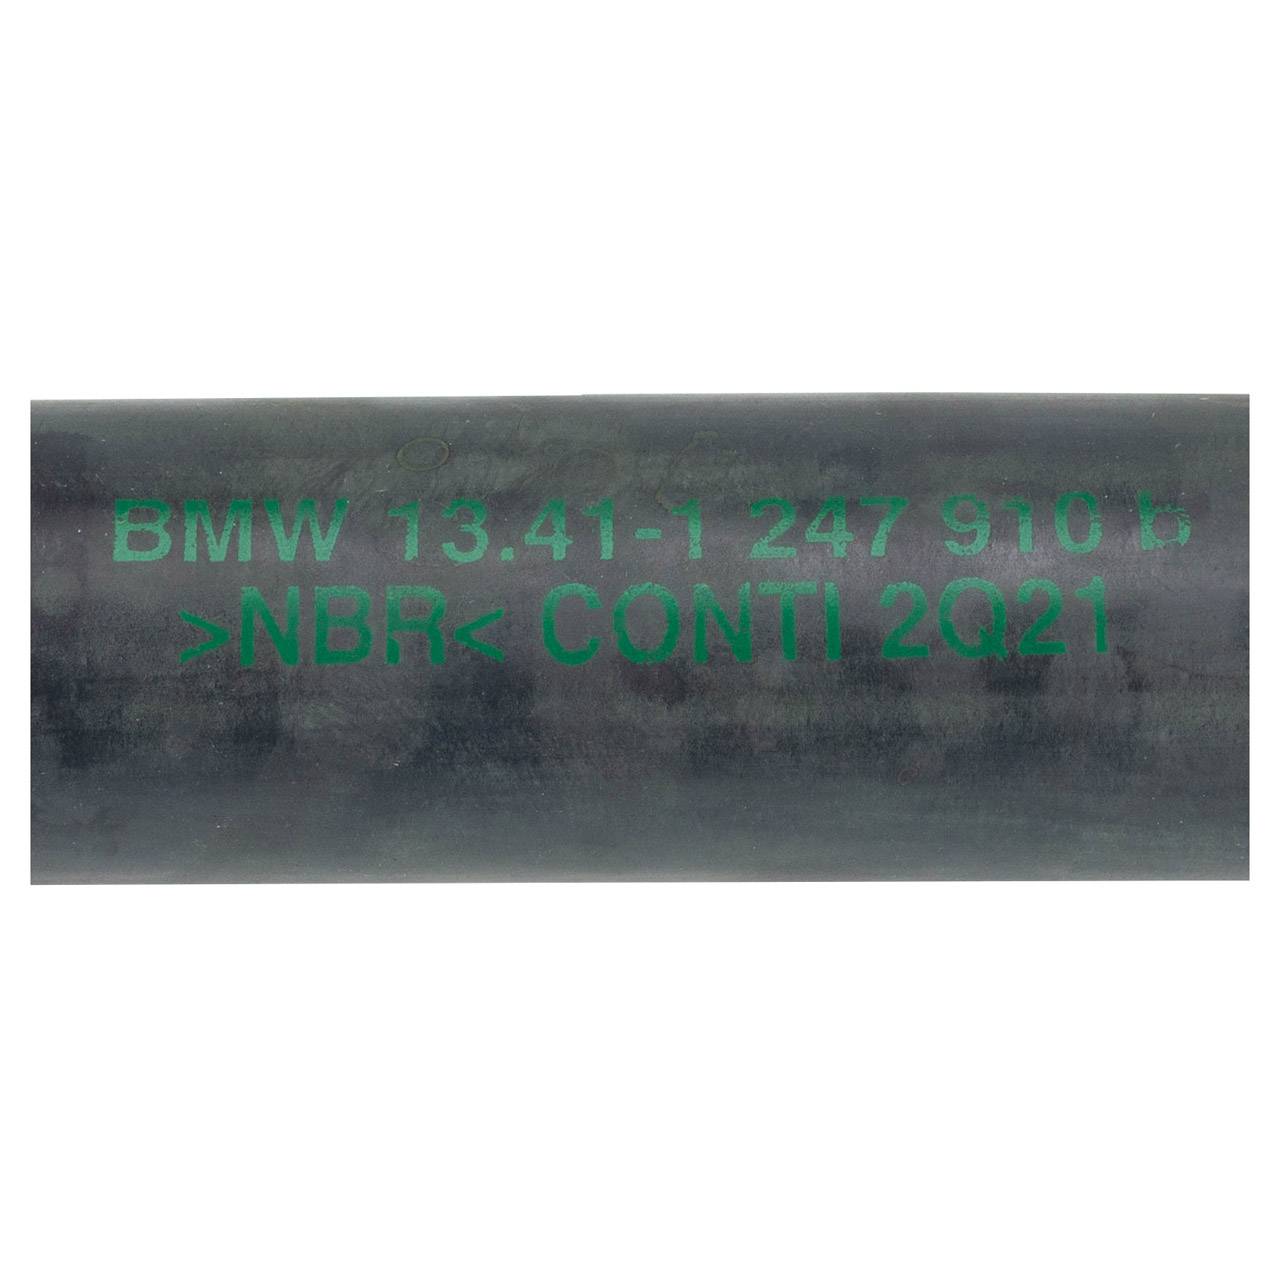 BMW 13.41-1 247 910 b
>NBR< CONTI 2Q21